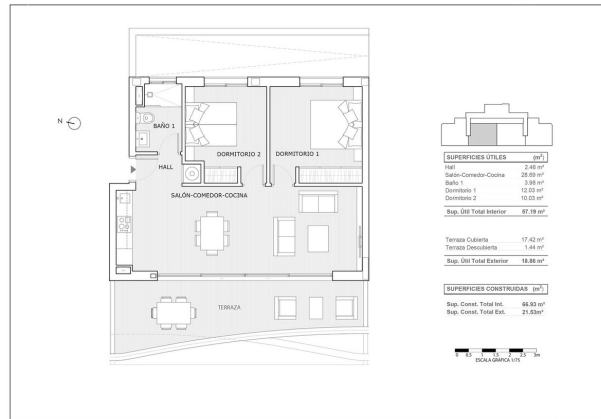 N
BAÑO 1
DORMITORIO 2
DORMITORIO 1
HALL
SALÓN-COMEDOR-COCINA
TERRAZA
SUPERFICIES ÚTILES (m²)
Hall 2.46 m²
Salón-Comedor-Cocina 28.69 m²
Baño 1 3.98 m²
Dormitorio 1 12.03 m²
Dormitorio 2 10.03 m²
Sup. Útil Total Interior 57.19 m²
Terraza Cubierta 17.42 m²
Terraza Descubierta 1.44 m²
Sup. Útil Total Exterior 18.86 m²
SUPERFICIES CONSTRUIDAS (m²)
Sup. Const. Total Int. 66.93 m²
Sup. Const. Total Ext. 21.53m²
0 0.5 1 1.5 2 2.5 3m
ESCALA GRÁFICA 1/75